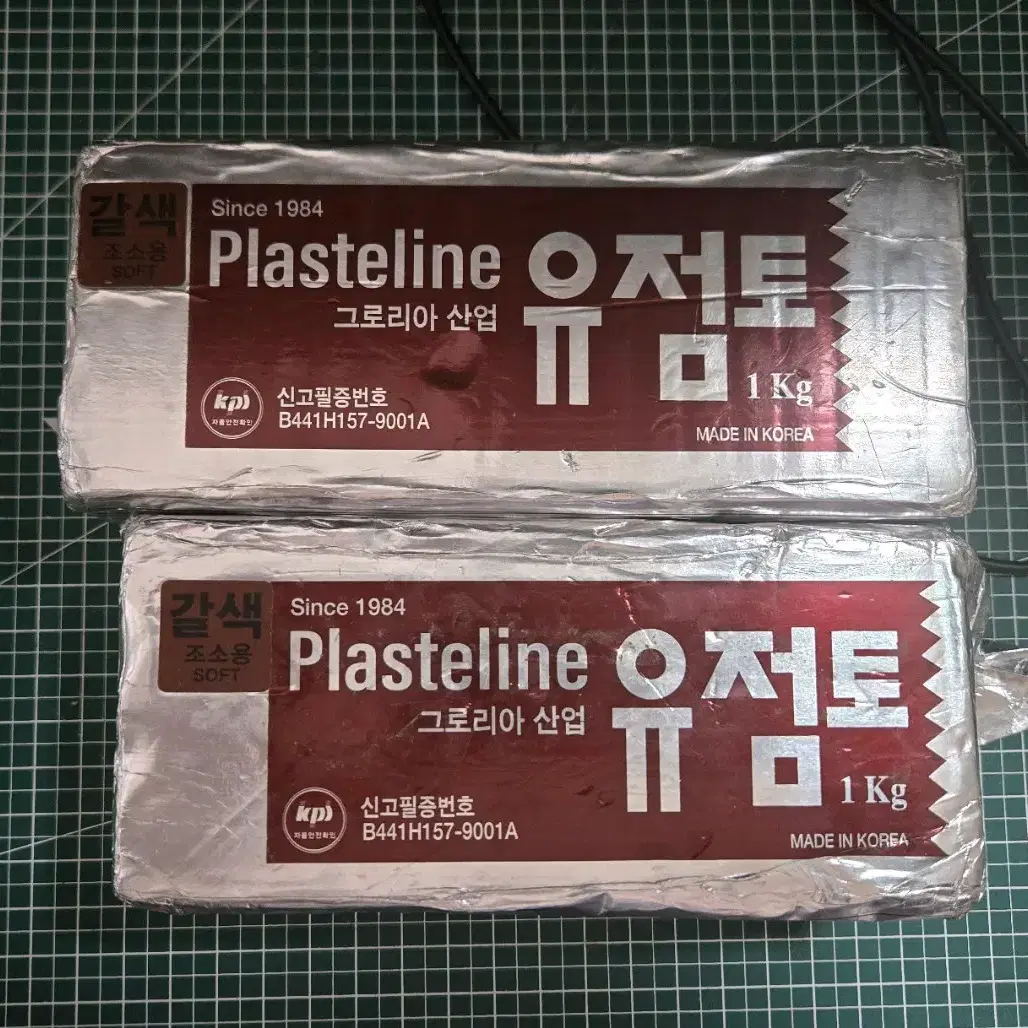 갈색
조소용
SOFT
Since 1984
Plasteline 유점토
그로리아 산업
kpi
자율안전확인
신고필증번호
B441H157-9001A
1 Kg
MADE IN KOREA
갈색
조소용
SOFT
Since 1984
Plasteline 유점토
그로리아 산업
kpi
자율안전확인
신고필증번호
B441H157-9001A
1 Kg
MADE IN KOREA